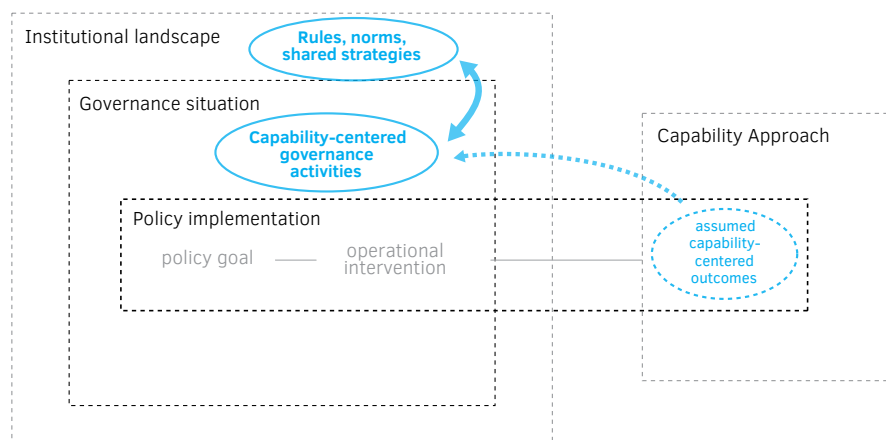 Institutional landscape
Rules, norms,
shared strategies
Governance situation
Capability-centered
governance
activities
Capability Approach
Policy implementation
policy goal
operational
intervention
assumed
capability-
centered
outcomes